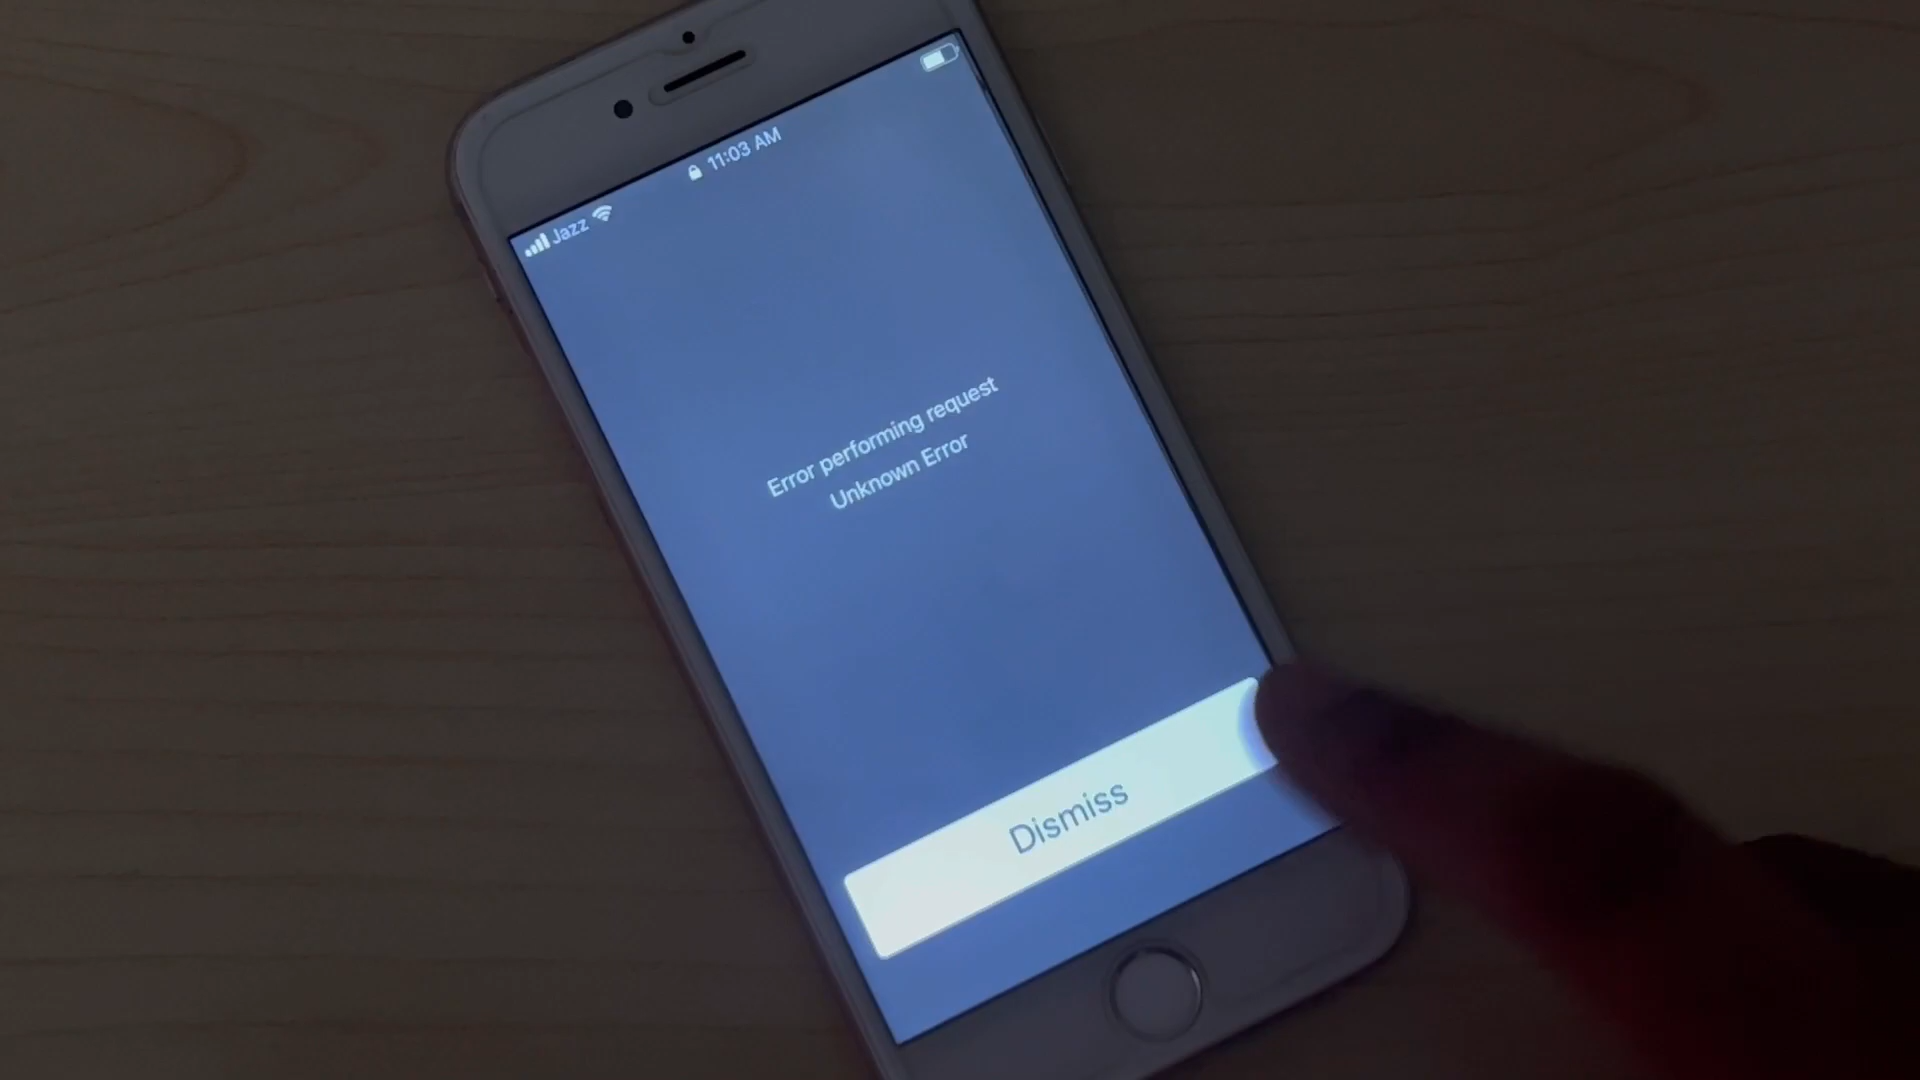 Jazz
11:03 AM
Error performing request
Unknown Error
Dismiss